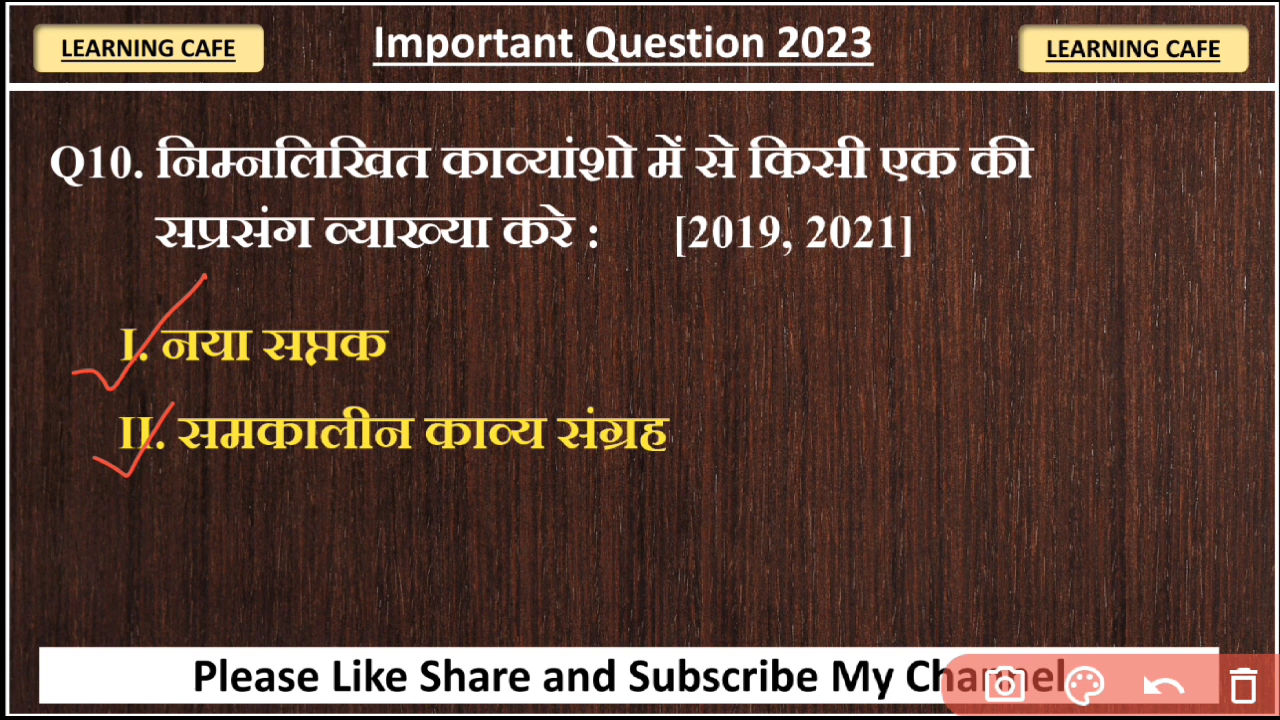 LEARNING CAFE
Important Question 2023
LEARNING CAFE
Q10. निम्नलिखित काव्यांशो में से किसी एक की
सप्रसंग व्याख्या करे : [2019, 2021]
I. नया सप्तक
II. समकालीन काव्य संग्रह
Please Like Share and Subscribe My Channel